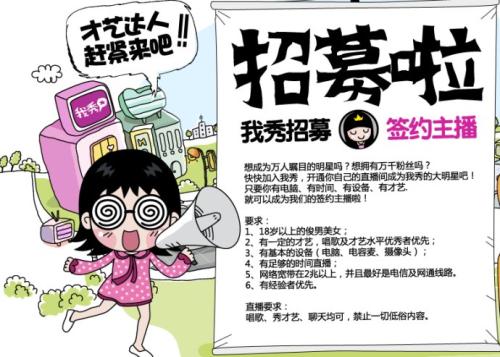 才艺达人
赶紧来吧!!
我秀
招募啦
我秀招募 签约主播
想成为万人瞩目的明星吗？想拥有万千粉丝吗？
快快加入我秀，开通你自己的直播间成为我秀的大明星吧！
只要你有电脑、有时间、有设备、有才艺.
就可以成为我们的签约主播啦！
要求：
1、18岁以上的俊男美女；
2、有一定的才艺，唱歌及才艺水平优秀者优先；
3、有基本的设备（电脑、电容麦、摄像头）；
4、有足够的时间直播；
5、网络宽带在2兆以上，并且最好是电信及网通线路。
6、有经验者优先。
直播要求：
唱歌、秀才艺、聊天均可，禁止一切低俗内容。